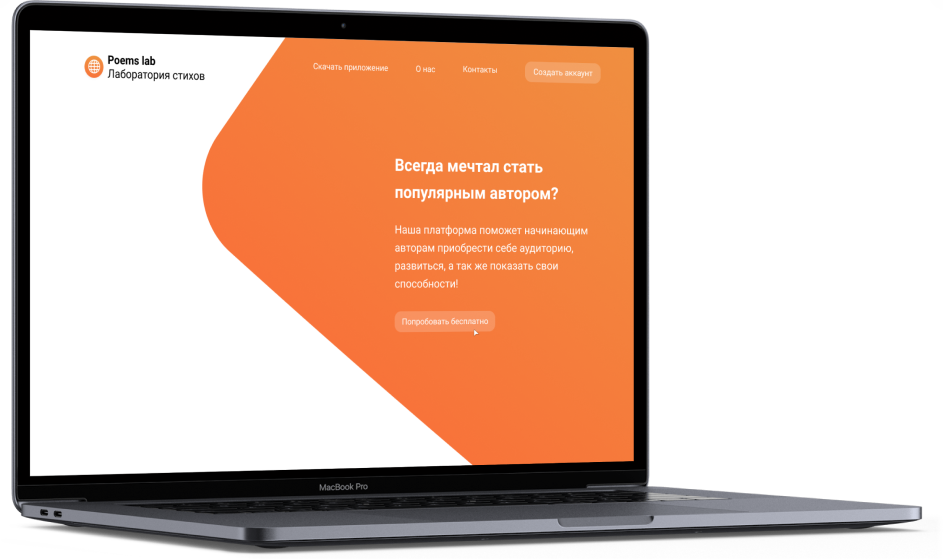 Poems lab
Лаборатория стихов
Скачать приложение
О нас
Контакты
Создать аккаунт
Всегда мечтал стать
популярным автором?
Наша платформа поможет начинающим
авторам приобрести себе аудиторию,
развиться, а так же показать свои
способности!
Попробовать бесплатно
MacBook Pro